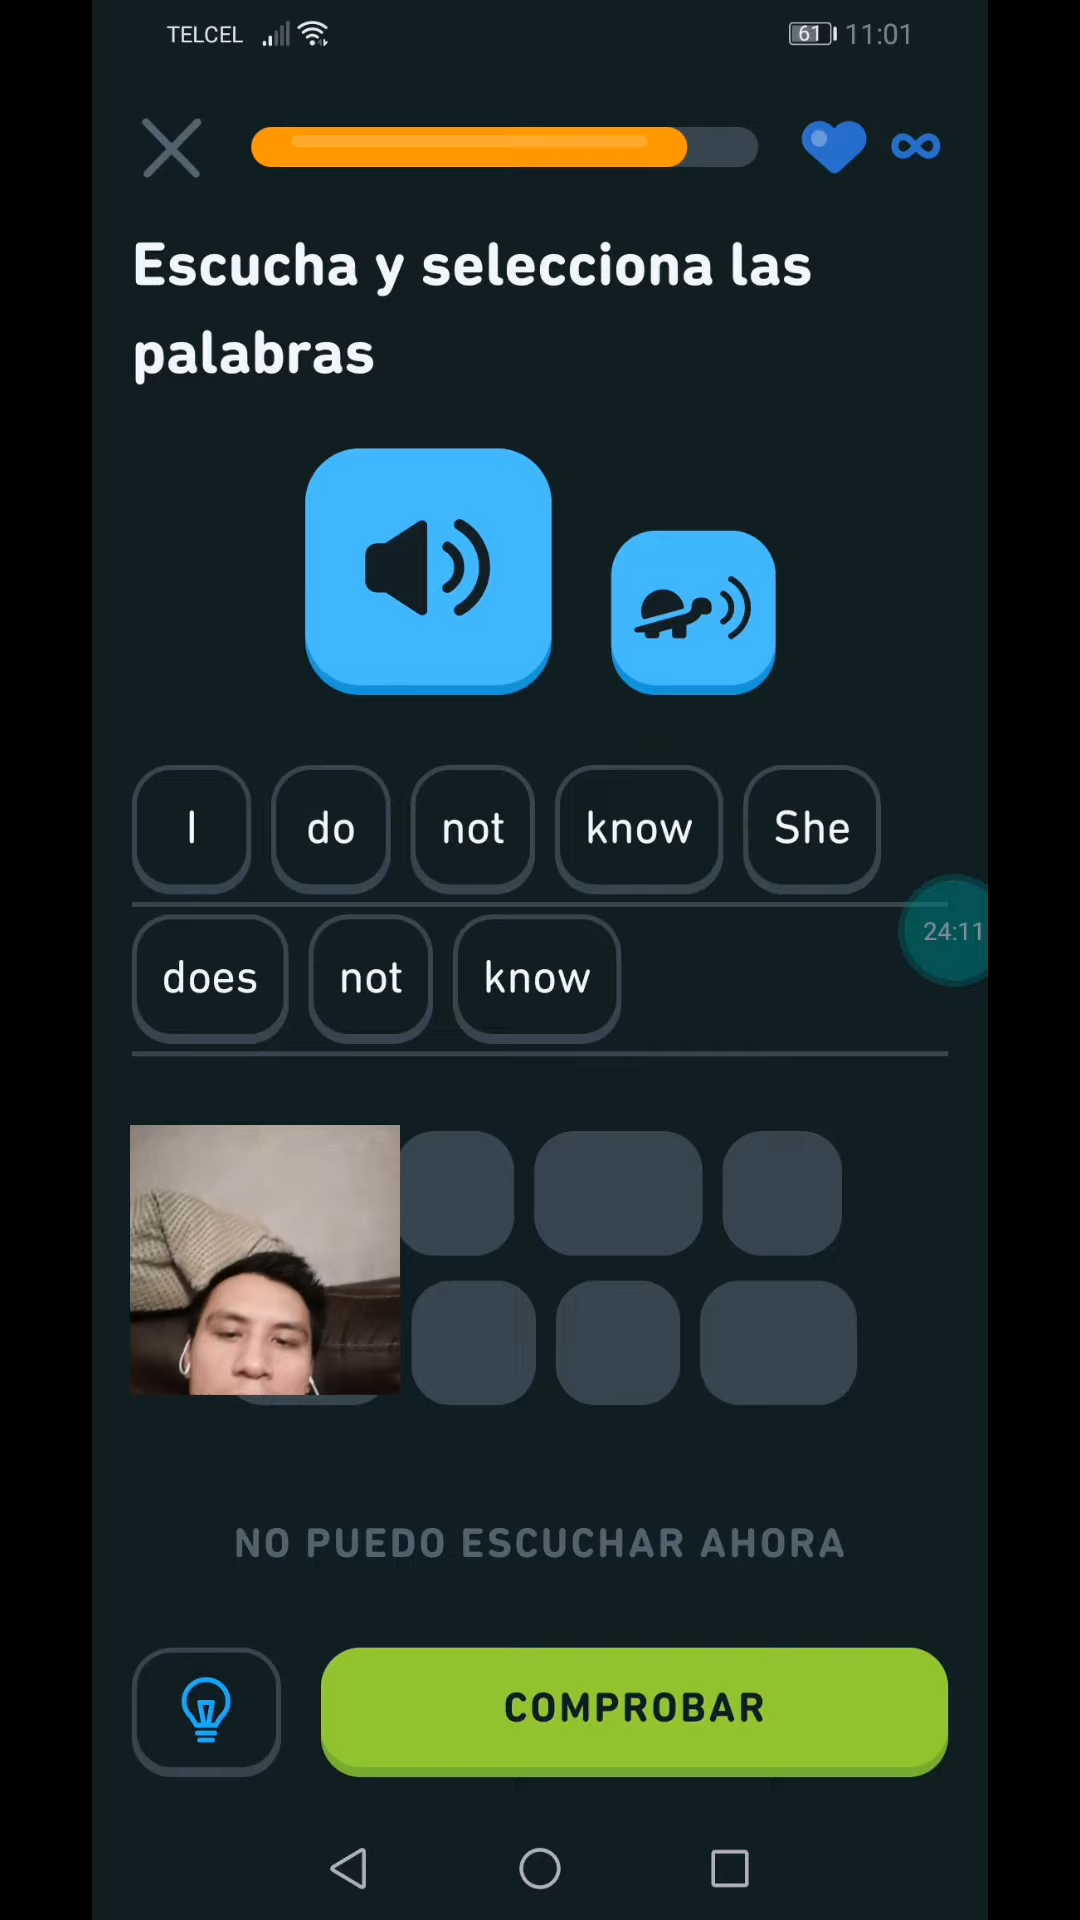 TELCEL 61 11:01
Escucha y selecciona las
palabras
I do not know She
24:11
does not know
NO PUEDO ESCUCHAR AHORA
COMPROBAR